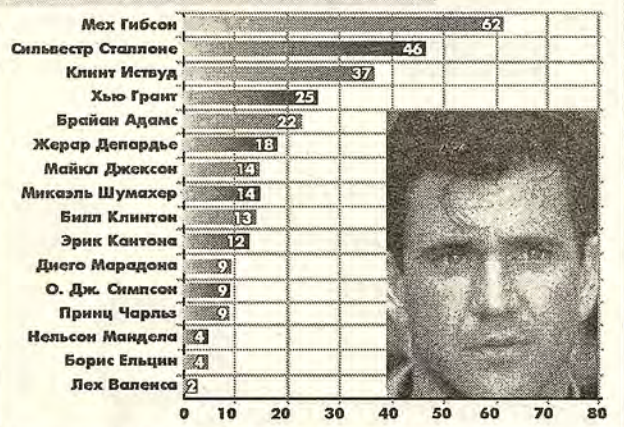 Мех Гибсон 62
Сильвестр Сталлоне 46
Клинт Иствуд 37
Хью Грант 25
Брайан Адамс 22
Жерар Депардье 18
Майкл Джексон 14
Микаэль Шумахер 14
Билл Клинтон 13
Эрик Кантона 12
Диего Марадона 9
О. Дж. Симпсон 9
Принц Чарльз 9
Нельсон Мандела 4
Борис Ельцин 4
Лех Валенса 2
0 10 20 30 40 50 60 70 80